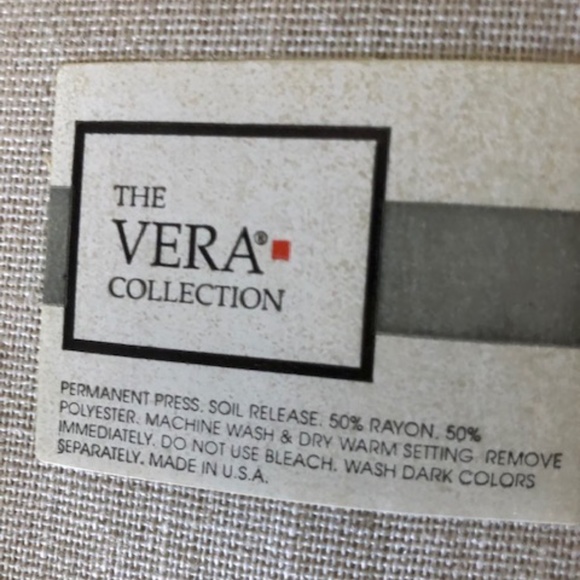 THE
VERA®
COLLECTION
PERMANENT PRESS. SOIL RELEASE. 50% RAYON. 50%
POLYESTER. MACHINE WASH & DRY WARM SETTING. REMOVE
IMMEDIATELY. DO NOT USE BLEACH. WASH DARK COLORS
SEPARATELY. MADE IN U.S.A.